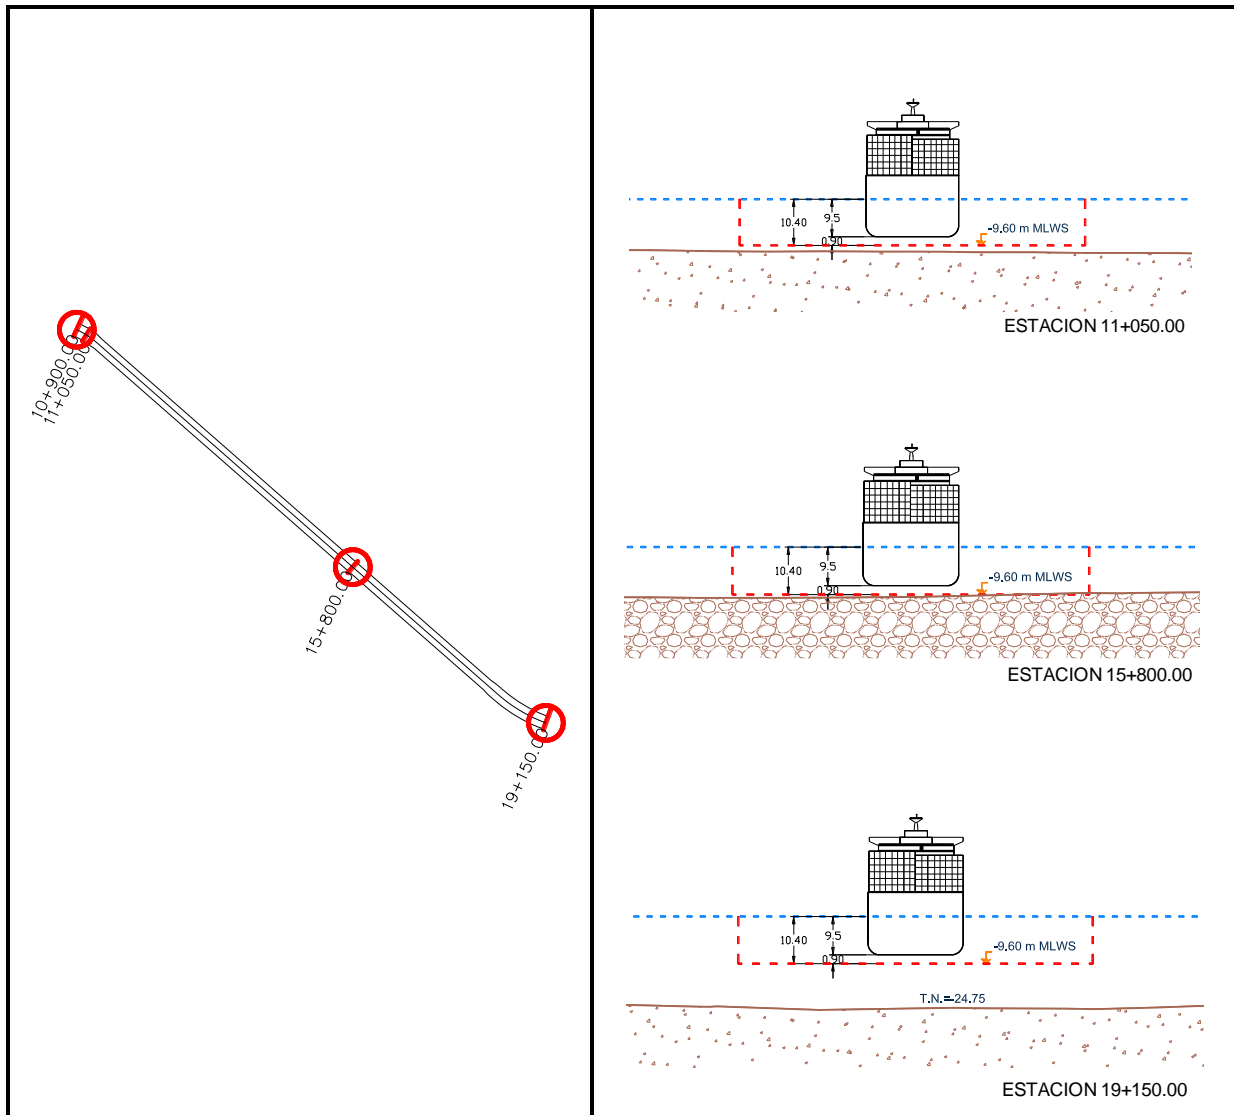 10+900.00
11+050.00
15+800.00
19+150.00
10.40
9.5
0.90
-9.60 m MLWS
ESTACION 11+050.00
10.40
9.5
0.90
-9.60 m MLWS
ESTACION 15+800.00
10.40
9.5
0.90
-9.60 m MLWS
T.N.=-24.75
ESTACION 19+150.00